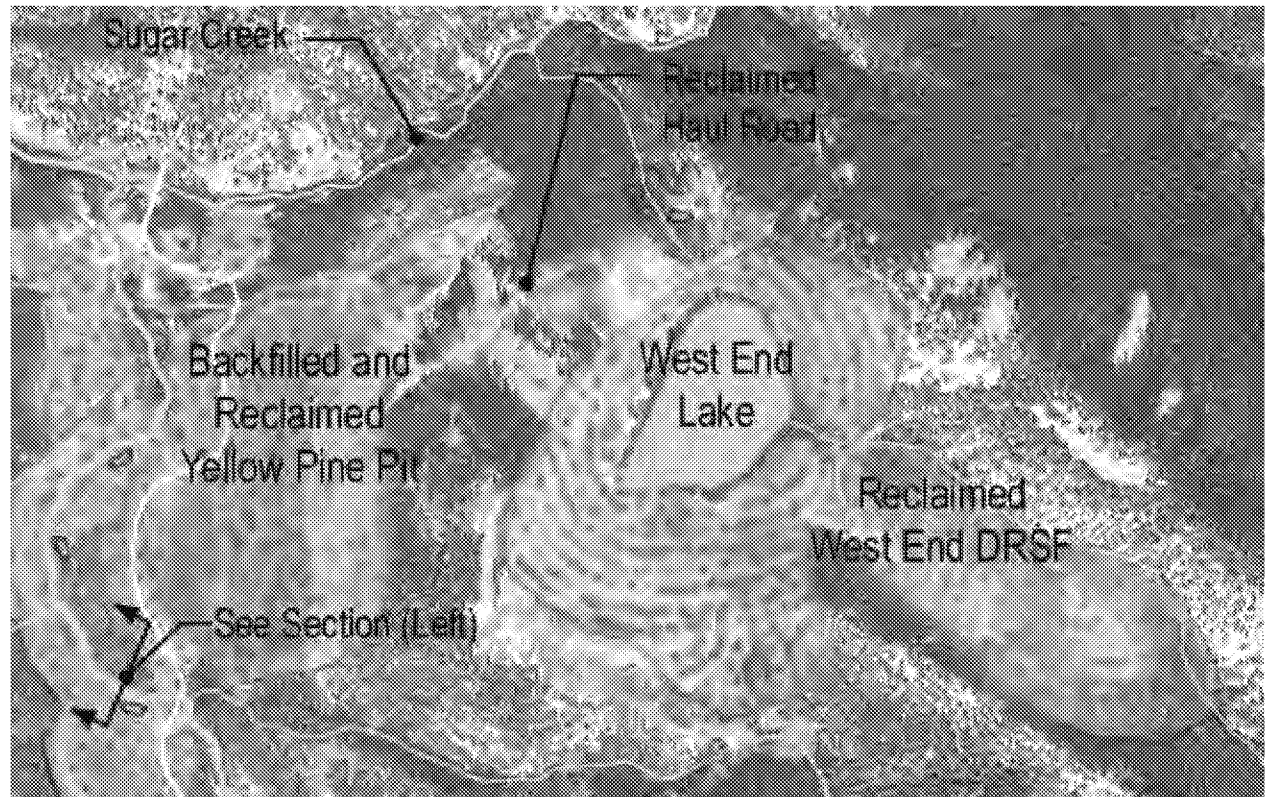 Sugar Creek
Reclaimed
Haul Road
Backfilled and
Reclaimed
Yellow Pine Pit
West End
Lake
Reclaimed
West End DRSF
See Section (Left)